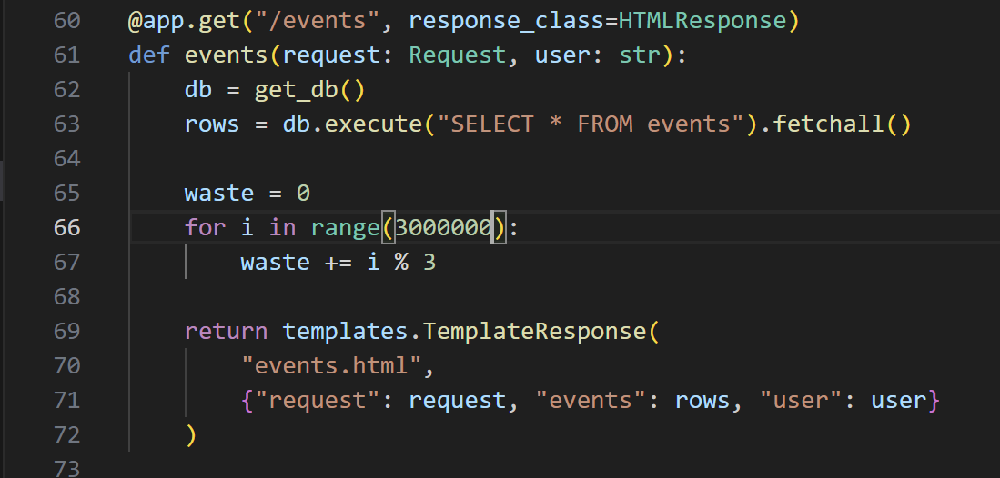 60 @app.get("/events", response_class=HTMLResponse)
61 def events(request: Request, user: str):
62     db = get_db()
63     rows = db.execute("SELECT * FROM events").fetchall()
64
65     waste = 0
66     for i in range(3000000):
67         waste += i % 3
68
69     return templates.TemplateResponse(
70         "events.html",
71         {"request": request, "events": rows, "user": user}
72     )
73